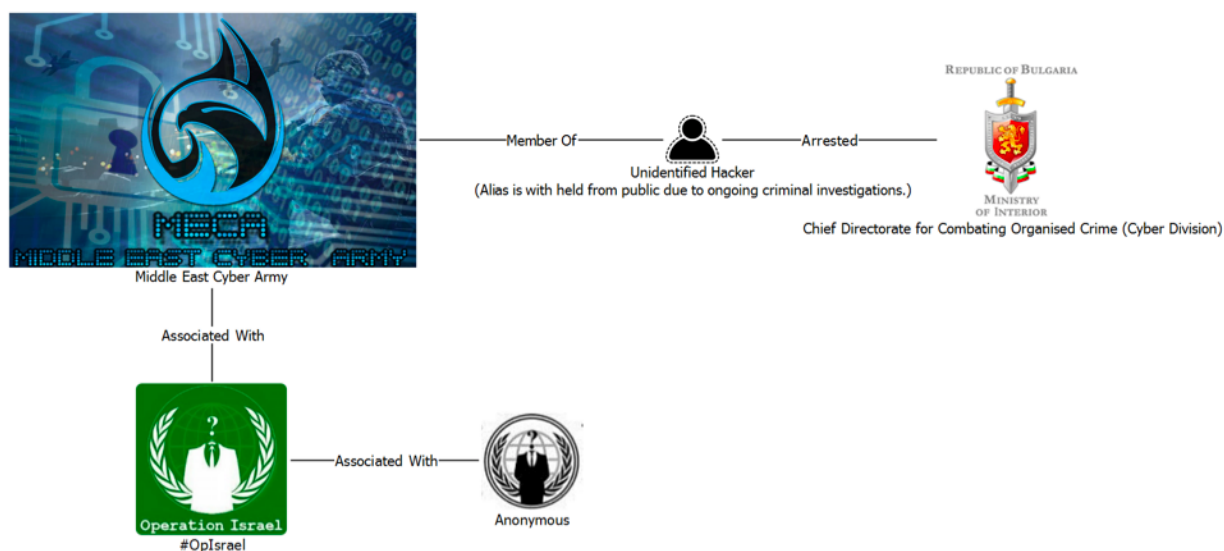 MECA
MIDDLE EAST CYBER ARMY
Middle East Cyber Army
Member Of
Unidentified Hacker
(Alias is with held from public due to ongoing criminal investigations.)
Arrested
REPUBLIC OF BULGARIA
MINISTRY
OF INTERIOR
Chief Directorate for Combating Organised Crime (Cyber Division)
Associated With
?
Operation Israel
#OpIsrael
Associated With
?
Anonymous